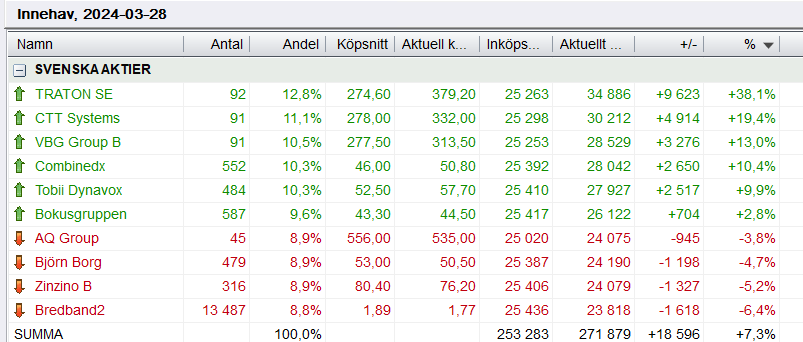 Innehav, 2024-03-28
Namn Antal Andel Köpsnitt Aktuell k... Inköps... Aktuellt ... +/- %
SVENSKA AKTIER
TRATON SE 92 12,8% 274,60 379,20 25 263 34 886 +9 623 +38,1%
CTT Systems 91 11,1% 278,00 332,00 25 298 30 212 +4 914 +19,4%
VBG Group B 91 10,5% 277,50 313,50 25 253 28 529 +3 276 +13,0%
Combinedx 552 10,3% 46,00 50,80 25 392 28 042 +2 650 +10,4%
Tobii Dynavox 484 10,3% 52,50 57,70 25 410 27 927 +2 517 +9,9%
Bokusgruppen 587 9,6% 43,30 44,50 25 417 26 122 +704 +2,8%
AQ Group 45 8,9% 556,00 535,00 25 020 24 075 -945 -3,8%
Björn Borg 479 8,9% 53,00 50,50 25 387 24 190 -1 198 -4,7%
Zinzino B 316 8,9% 80,40 76,20 25 406 24 079 -1 327 -5,2%
Bredband2 13 487 8,8% 1,89 1,77 25 436 23 818 -1 618 -6,4%
SUMMA 100,0% 253 283 271 879 +18 596 +7,3%